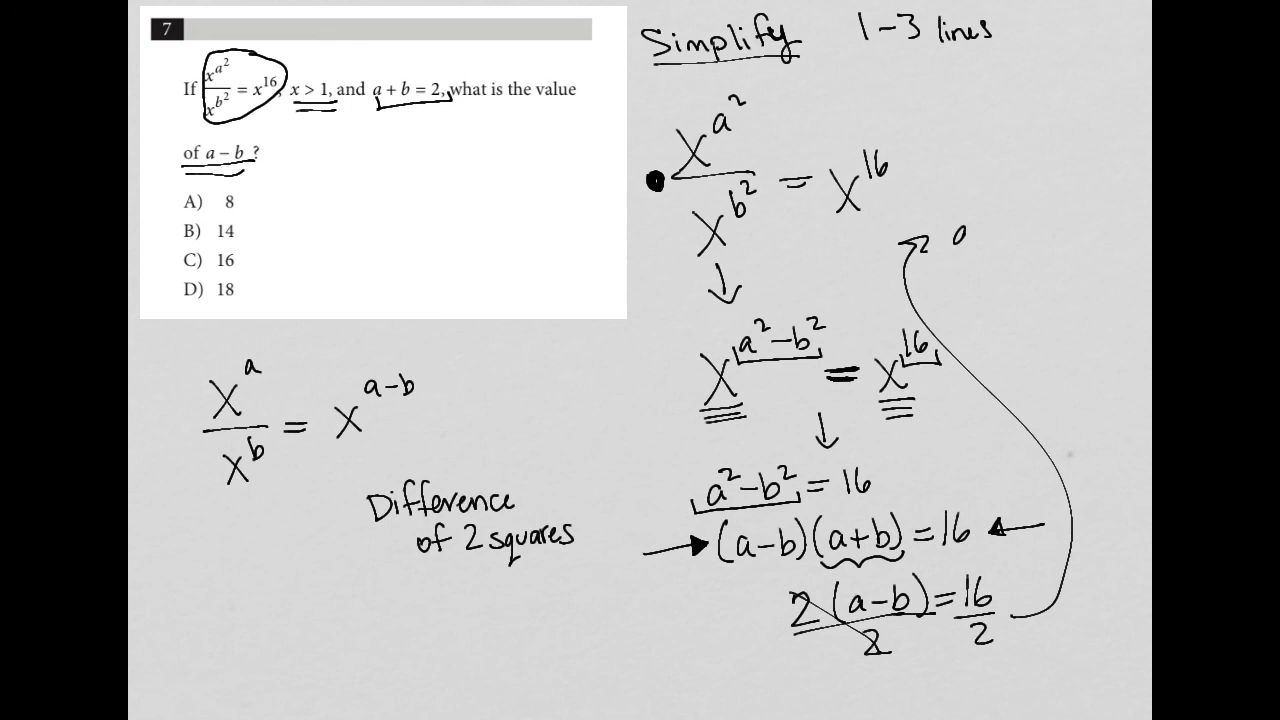 7
If x^{a^2}/x^{b^2} = x^{16}, x > 1, and a + b = 2, what is the value
of a – b ?
A) 8
B) 14
C) 16
D) 18
x^a/x^b = x^{a-b}
Difference
of 2 squares
Simplify 1-3 lines
x^{a^2}/x^{b^2} = x^{16}
x^{a^2-b^2} = x^{16}
a^2-b^2 = 16
(a-b)(a+b) = 16
2(a-b)/2 = 16/2